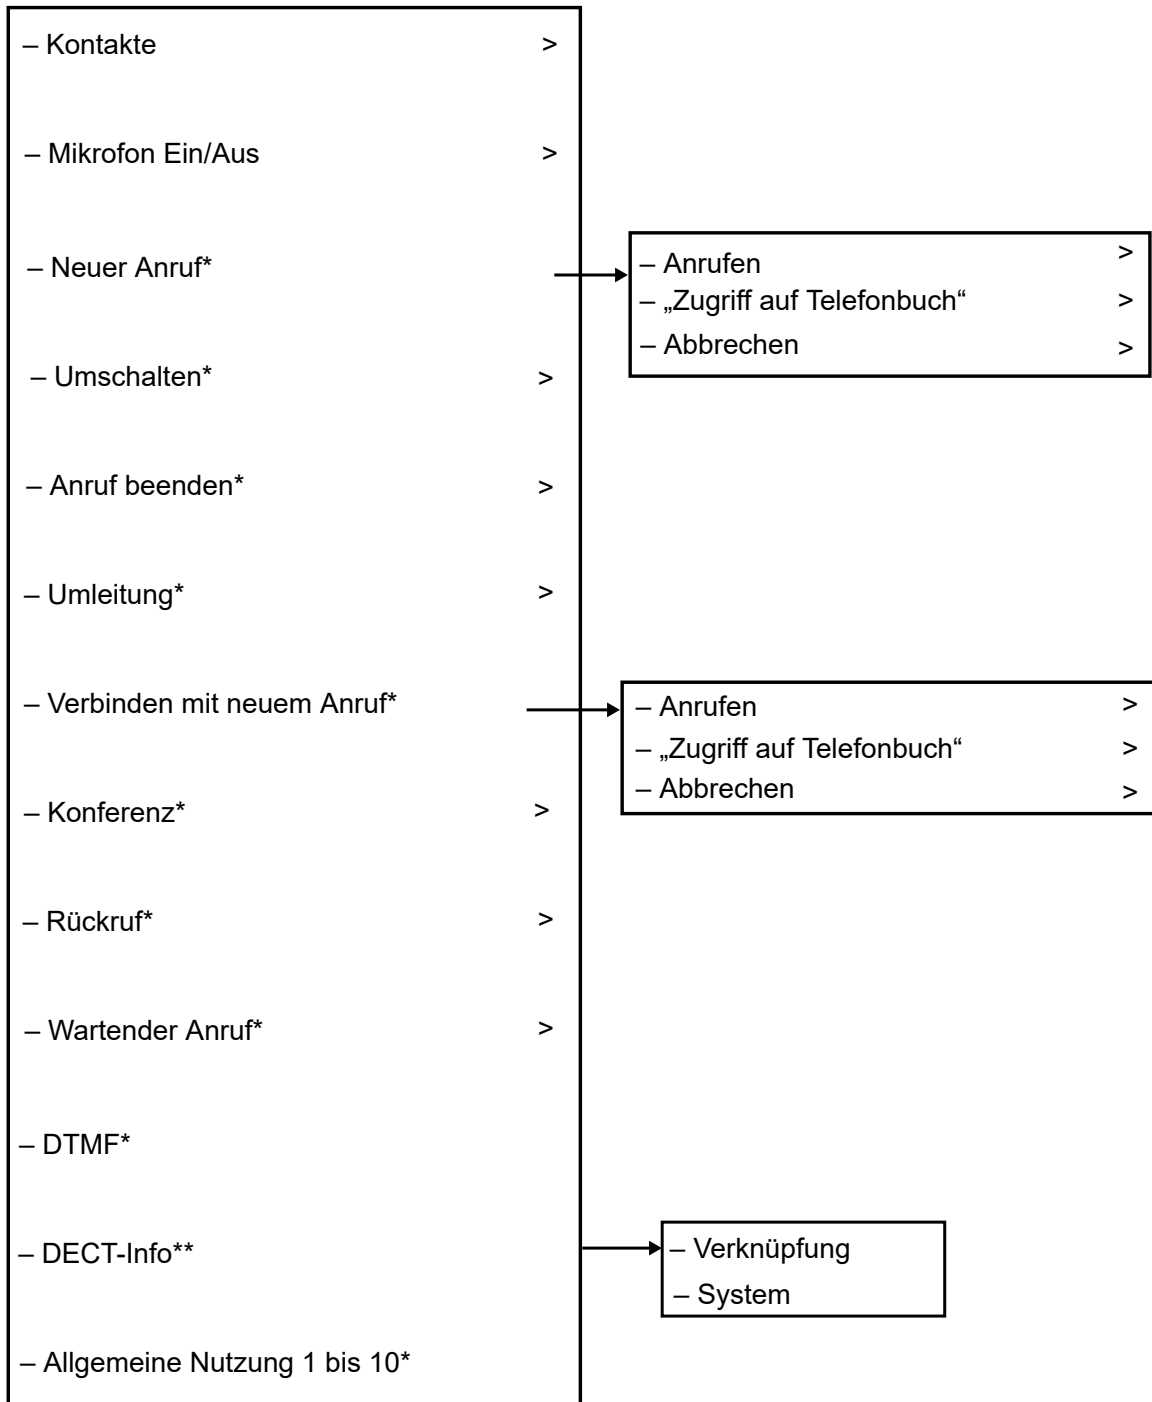 – Kontakte >
– Mikrofon Ein/Aus >
– Neuer Anruf*
– Anrufen >
– „Zugriff auf Telefonbuch“ >
– Abbrechen >
– Umschalten* >
– Anruf beenden* >
– Umleitung* >
– Verbinden mit neuem Anruf*
– Anrufen >
– „Zugriff auf Telefonbuch“ >
– Abbrechen >
– Konferenz* >
– Rückruf* >
– Wartender Anruf* >
– DTMF*
– DECT-Info**
– Verknüpfung
– System
– Allgemeine Nutzung 1 bis 10*